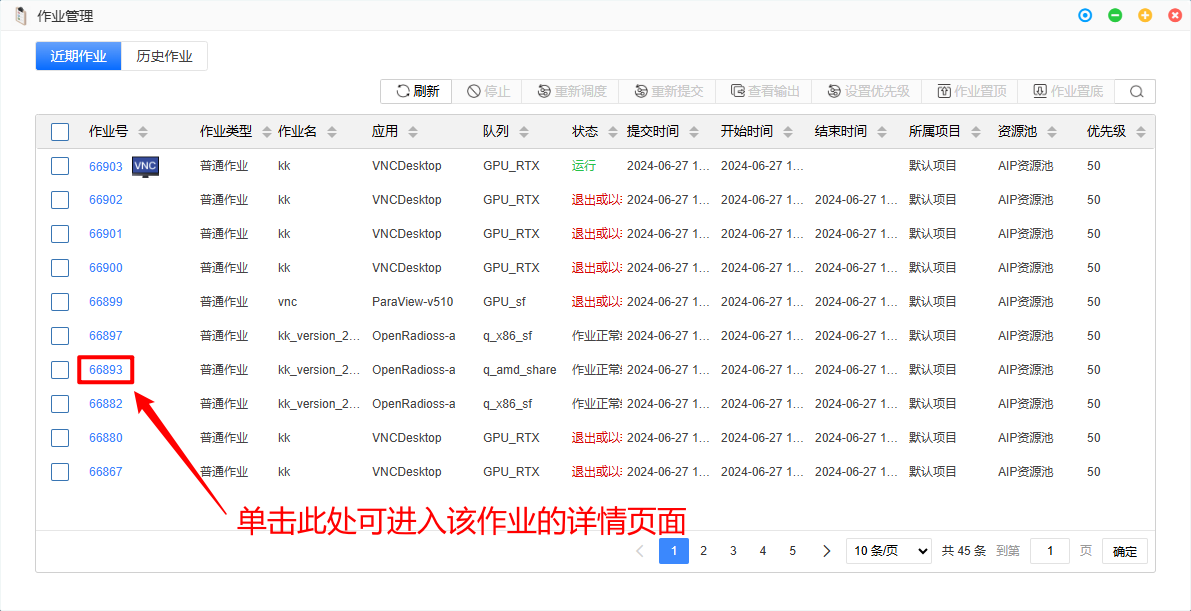 作业管理
近期作业 历史作业
刷新 停止 重新调度 重新提交 查看输出 设置优先级 作业置顶 作业置底
作业号 作业类型 作业名 应用 队列 状态 提交时间 开始时间 结束时间 所属项目 资源池 优先级
66903 VNC 普通作业 kk VNCDesktop GPU_RTX 运行 2024-06-27 1... 2024-06-27 1... 默认项目 AIP资源池 50
66902 普通作业 kk VNCDesktop GPU_RTX 退出或以 2024-06-27 1... 2024-06-27 1... 2024-06-27 1... 默认项目 AIP资源池 50
66901 普通作业 kk VNCDesktop GPU_RTX 退出或以 2024-06-27 1... 2024-06-27 1... 2024-06-27 1... 默认项目 AIP资源池 50
66900 普通作业 kk VNCDesktop GPU_RTX 退出或以 2024-06-27 1... 2024-06-27 1... 2024-06-27 1... 默认项目 AIP资源池 50
66899 普通作业 vnc ParaView-v510 GPU_sf 退出或以 2024-06-27 1... 2024-06-27 1... 2024-06-27 1... 默认项目 AIP资源池 50
66897 普通作业 kk_version_2... OpenRadioss-a q_x86_sf 作业正常 2024-06-27 1... 2024-06-27 1... 2024-06-27 1... 默认项目 AIP资源池 50
66893 普通作业 kk_version_2... OpenRadioss-a q_amd_share 作业正常 2024-06-27 1... 2024-06-27 1... 2024-06-27 1... 默认项目 AIP资源池 50
66882 普通作业 kk_version_2... OpenRadioss-a q_x86_sf 作业正常 2024-06-27 1... 2024-06-27 1... 2024-06-27 1... 默认项目 AIP资源池 50
66880 普通作业 kk VNCDesktop GPU_RTX 退出或以 2024-06-27 1... 2024-06-27 1... 2024-06-27 1... 默认项目 AIP资源池 50
66867 普通作业 kk VNCDesktop GPU_RTX 退出或以 2024-06-27 1... 2024-06-27 1... 2024-06-27 1... 默认项目 AIP资源池 50
单击此处可进入该作业的详情页面
1 2 3 4 5 10 条/页 共 45 条 到第 1 页 确定